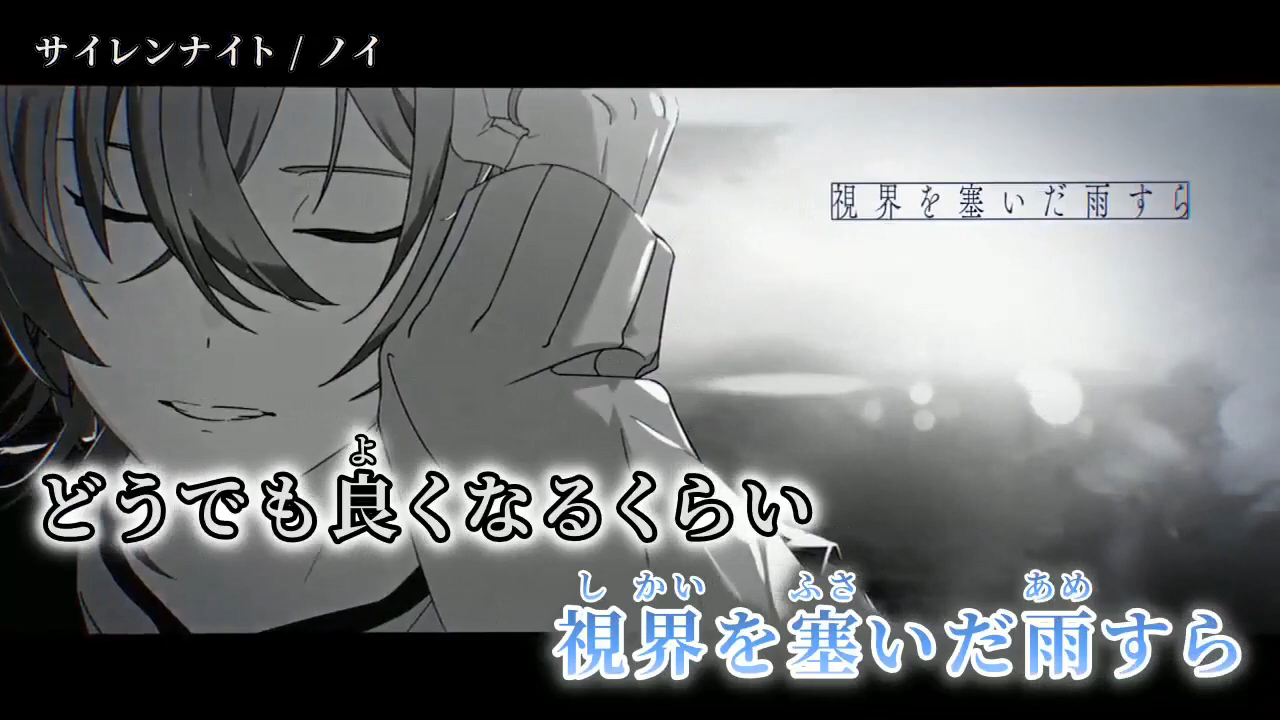 サイレンナイト / ノイ
視界を塞いだ雨すら
よ
どうでも良くなるくらい
し かい ふさ あめ
視界を塞いだ雨すら